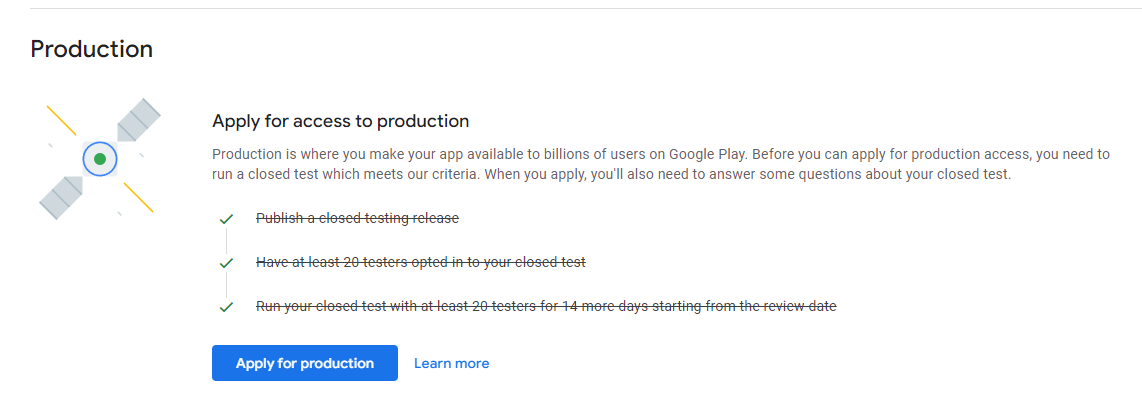 Production
Apply for access to production
Production is where you make your app available to billions of users on Google Play. Before you can apply for production access, you need to
run a closed test which meets our criteria. When you apply, you'll also need to answer some questions about your closed test.
Publish a closed testing release
Have at least 20 testers opted in to your closed test
Run your closed test with at least 20 testers for 14 more days starting from the review date
Apply for production
Learn more